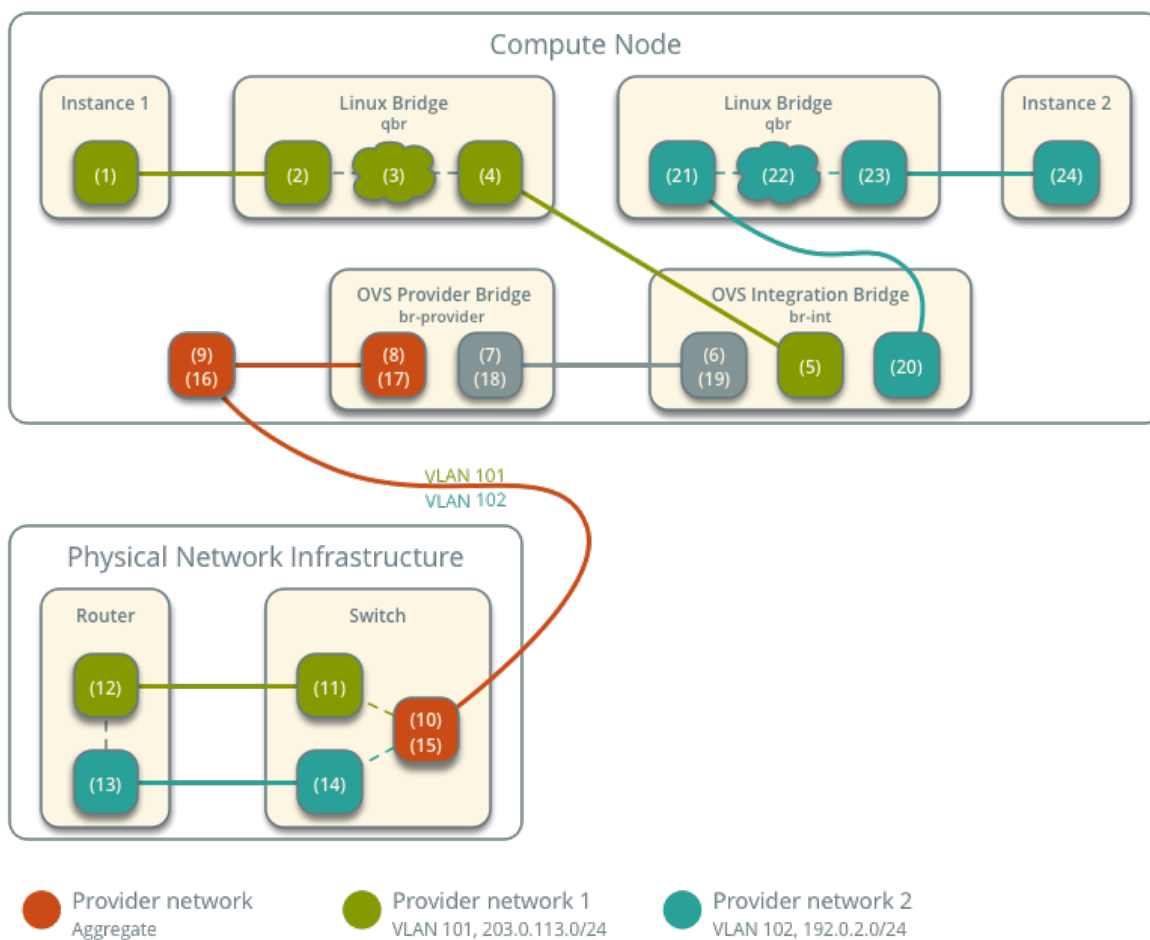 Compute Node
Instance 1
Linux Bridge
qbr
Linux Bridge
qbr
Instance 2
(1)
(2)
(3)
(4)
(21)
(22)
(23)
(24)
OVS Provider Bridge
br-provider
OVS Integration Bridge
br-int
(9)
(16)
(8)
(17)
(7)
(18)
(6)
(19)
(5)
(20)
VLAN 101
VLAN 102
Physical Network Infrastructure
Router
Switch
(12)
(11)
(10)
(15)
(13)
(14)
Provider network
Aggregate
Provider network 1
VLAN 101, 203.0.113.0/24
Provider network 2
VLAN 102, 192.0.2.0/24